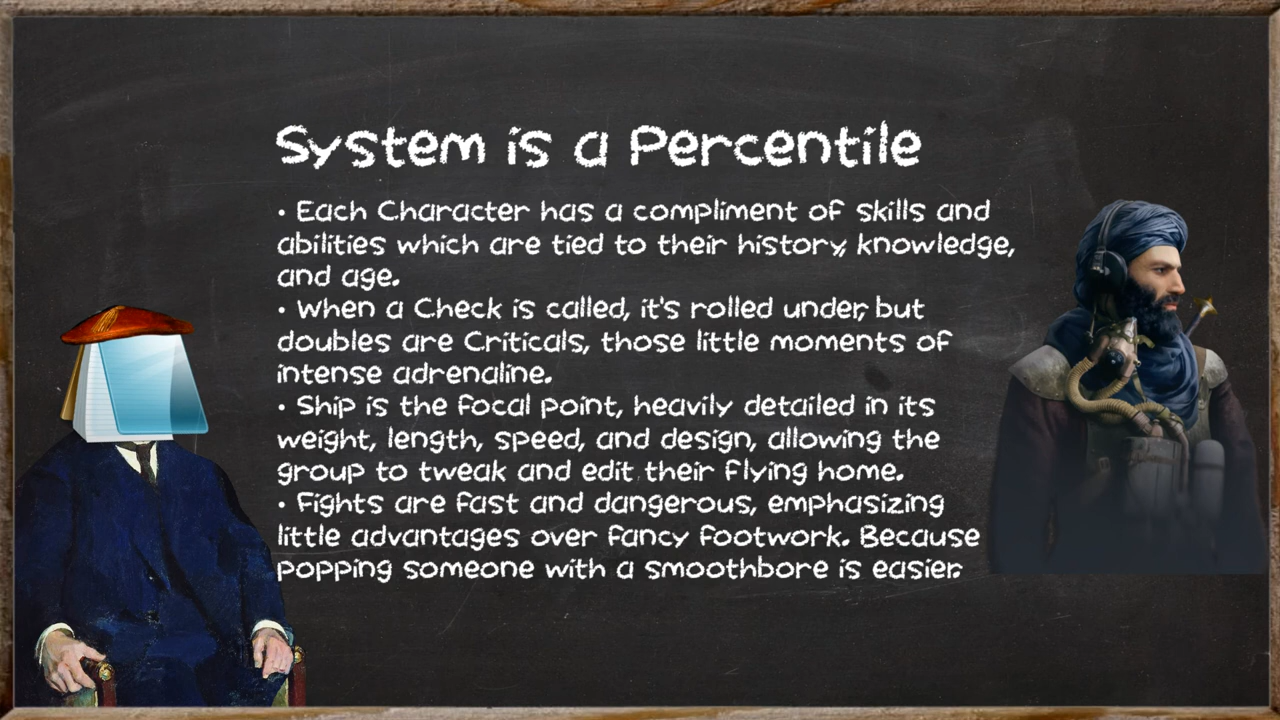 System is a Percentile
• Each Character has a compliment of skills and
abilities which are tied to their history, knowledge,
and age.
• When a Check is called, it's rolled under, but
doubles are Criticals, those little moments of
intense adrenaline.
• Ship is the focal point, heavily detailed in its
weight, length, speed, and design, allowing the
group to tweak and edit their flying home.
• Fights are fast and dangerous, emphasizing
little advantages over fancy footwork. Because
popping someone with a smoothbore is easier.